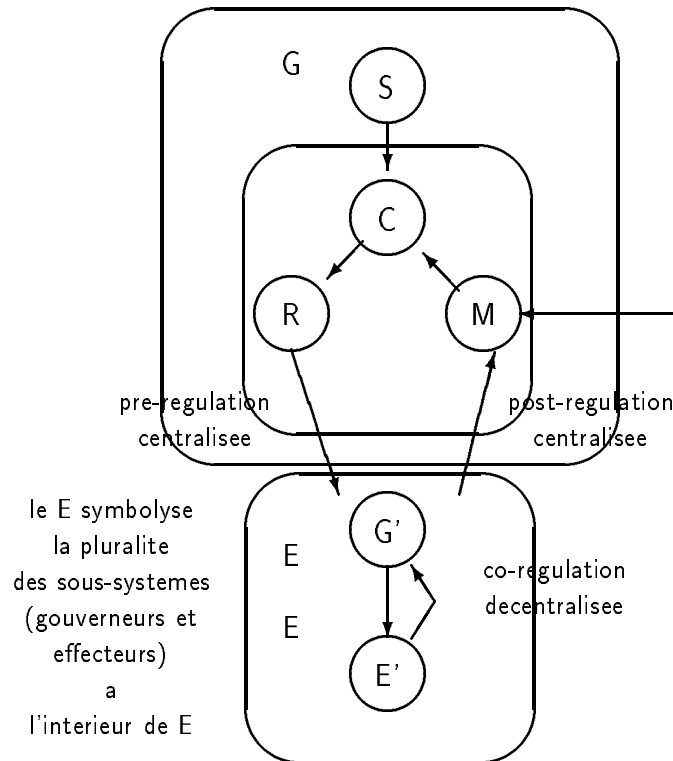 G
S
C
R
M
pre-regulation
centralisee
post-regulation
centralisee
le E symbolyse
la pluralite
des sous-systemes
(gouverneurs et
effecteurs)
a
l'interieur de E
G'
E
E
E'
co-regulation
decentralisee